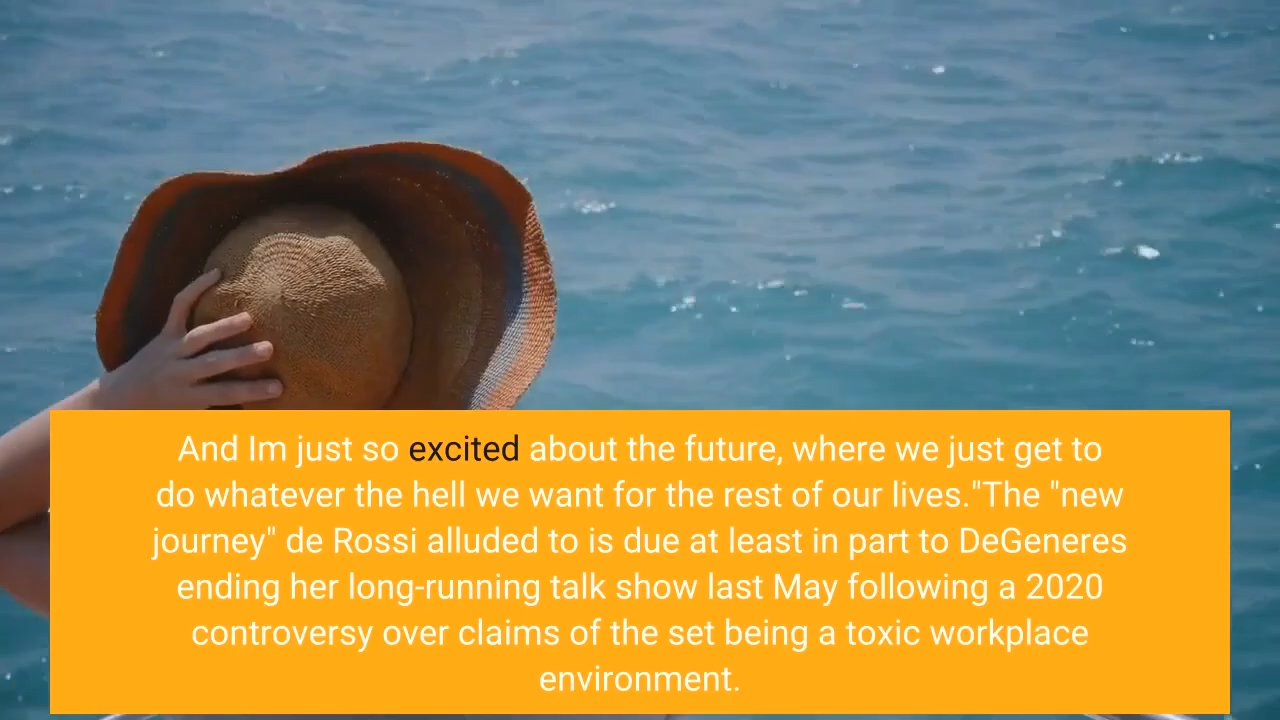 And Im just so excited about the future, where we just get to
do whatever the hell we want for the rest of our lives."The "new
journey" de Rossi alluded to is due at least in part to DeGeneres
ending her long-running talk show last May following a 2020
controversy over claims of the set being a toxic workplace
environment.